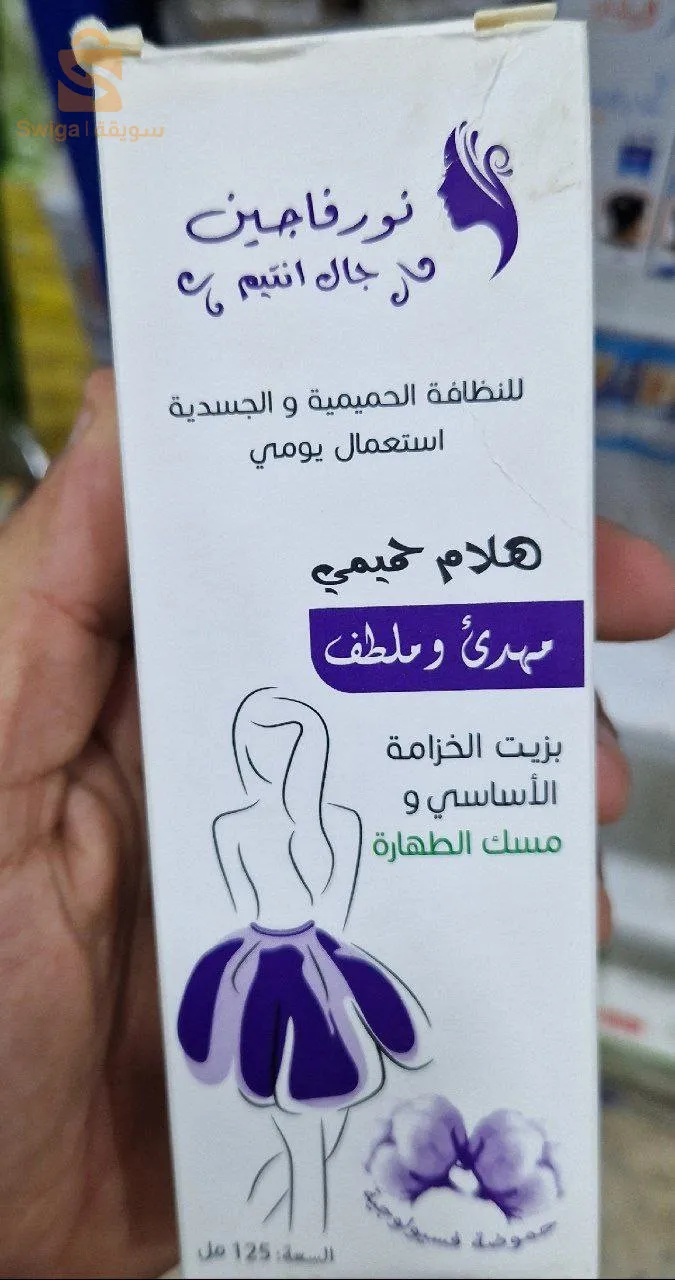 Swiga | سويقة
نورفاجين
جال انتيم
للنظافة الحميمية و الجسدية
استعمال يومي
هلام حميمي
مهدئ وملطف
بزيت الخزامة
الأساسي و
مسك الطهارة
حموضة فسيولوجية
السعة: 125 مل